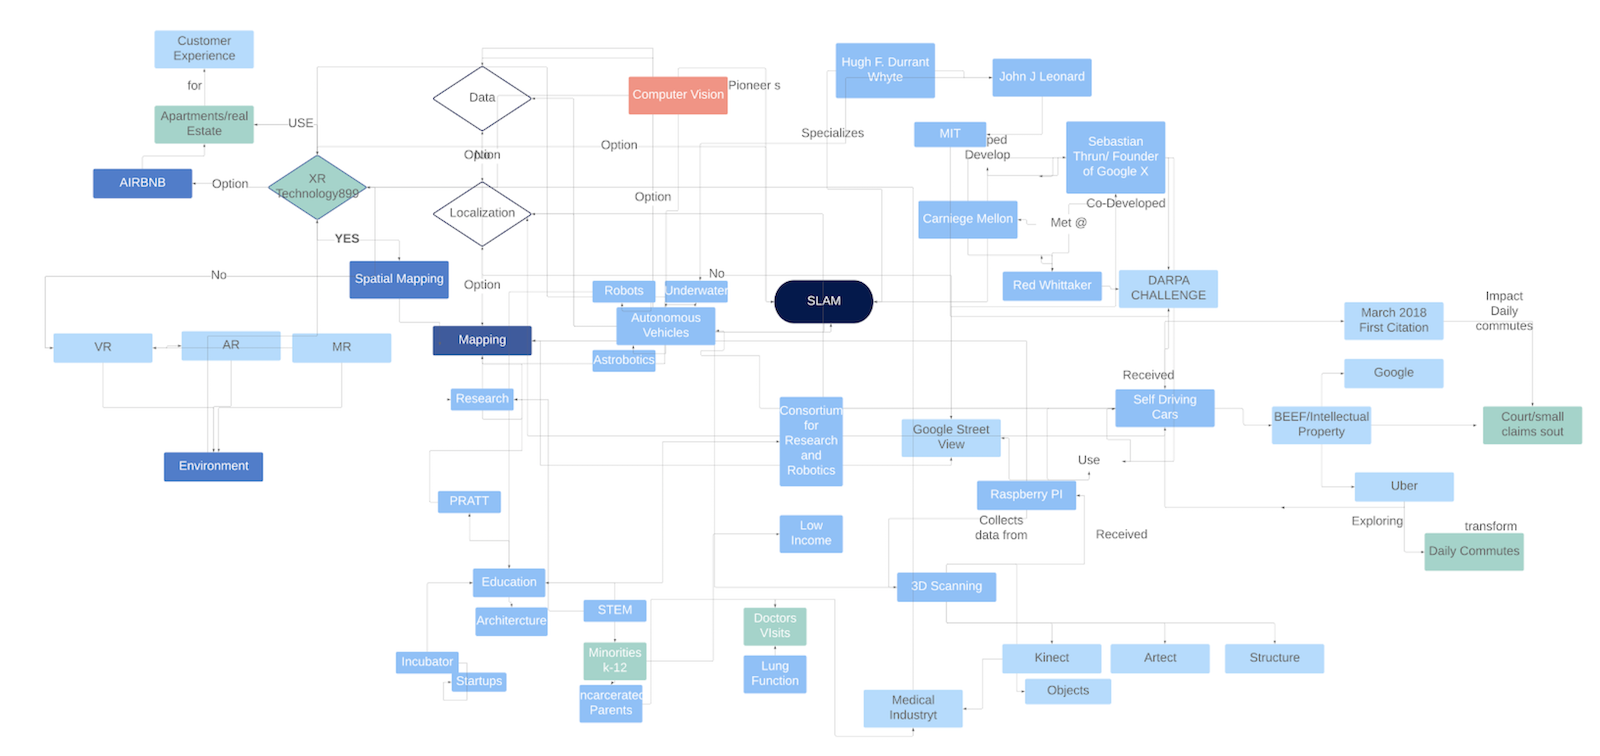 Customer
Experience
for
Apartments/real
Estate
USE
AIRBNB
Option
XR
Technology899
YES
Spatial Mapping
No
VR
AR
MR
Environment
Data
Option
Localization
Option
Mapping
Computer Vision
Pioneer s
Option
Option
Specializes
No
Robots
Underwater
Autonomous
Vehicles
Astrobotics
SLAM
Hugh F. Durrant
Whyte
John J Leonard
MIT
Develop
Sebastian
Thrun/ Founder
of Google X
Co-Developed
Carniege Mellon
Met @
Red Whittaker
DARPA
CHALLENGE
March 2018
First Citation
Impact
Daily
commutes
Google
Received
Self Driving
Cars
BEEF/Intellectual
Property
Court/small
claims sout
Uber
Exploring
transform
Daily Commutes
Research
Consortium
for
Research
and
Robotics
Google Street
View
Use
Raspberry PI
Collects
data from
Received
PRATT
Low
Income
Education
Architercture
STEM
3D Scanning
Minorities
k-12
ncarcerated
Parents
Doctors
VIsits
Lung
Function
Incubator
Startups
Kinect
Artect
Structure
Objects
Medical
Industryt